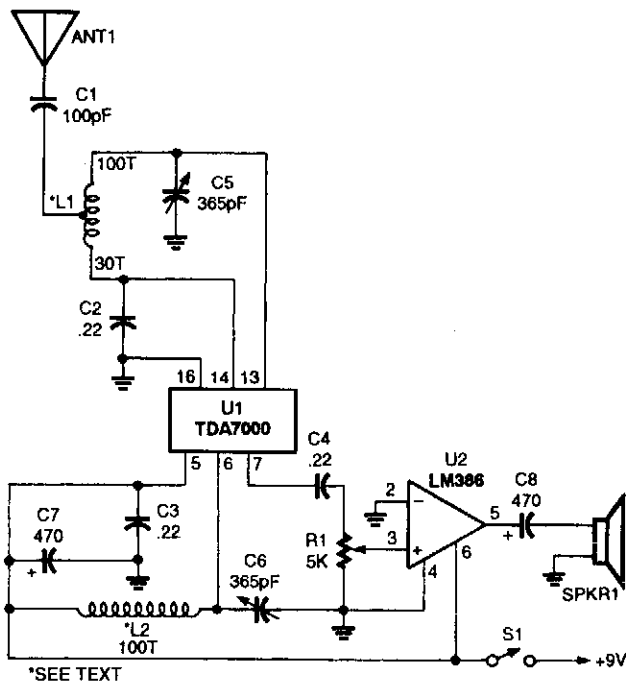 ANT1
C1
100pF
100T
*L1
C5
365pF
30T
C2
.22
16 14 13
U1
TDA7000
5 6 7
C4
.22
U2
LM386
C8
470
2
−
3
+
5
6
4
+
C7
470
+
C3
.22
R1
5K
C6
365pF
SPKR1
*L2
100T
S1
+9V
*SEE TEXT